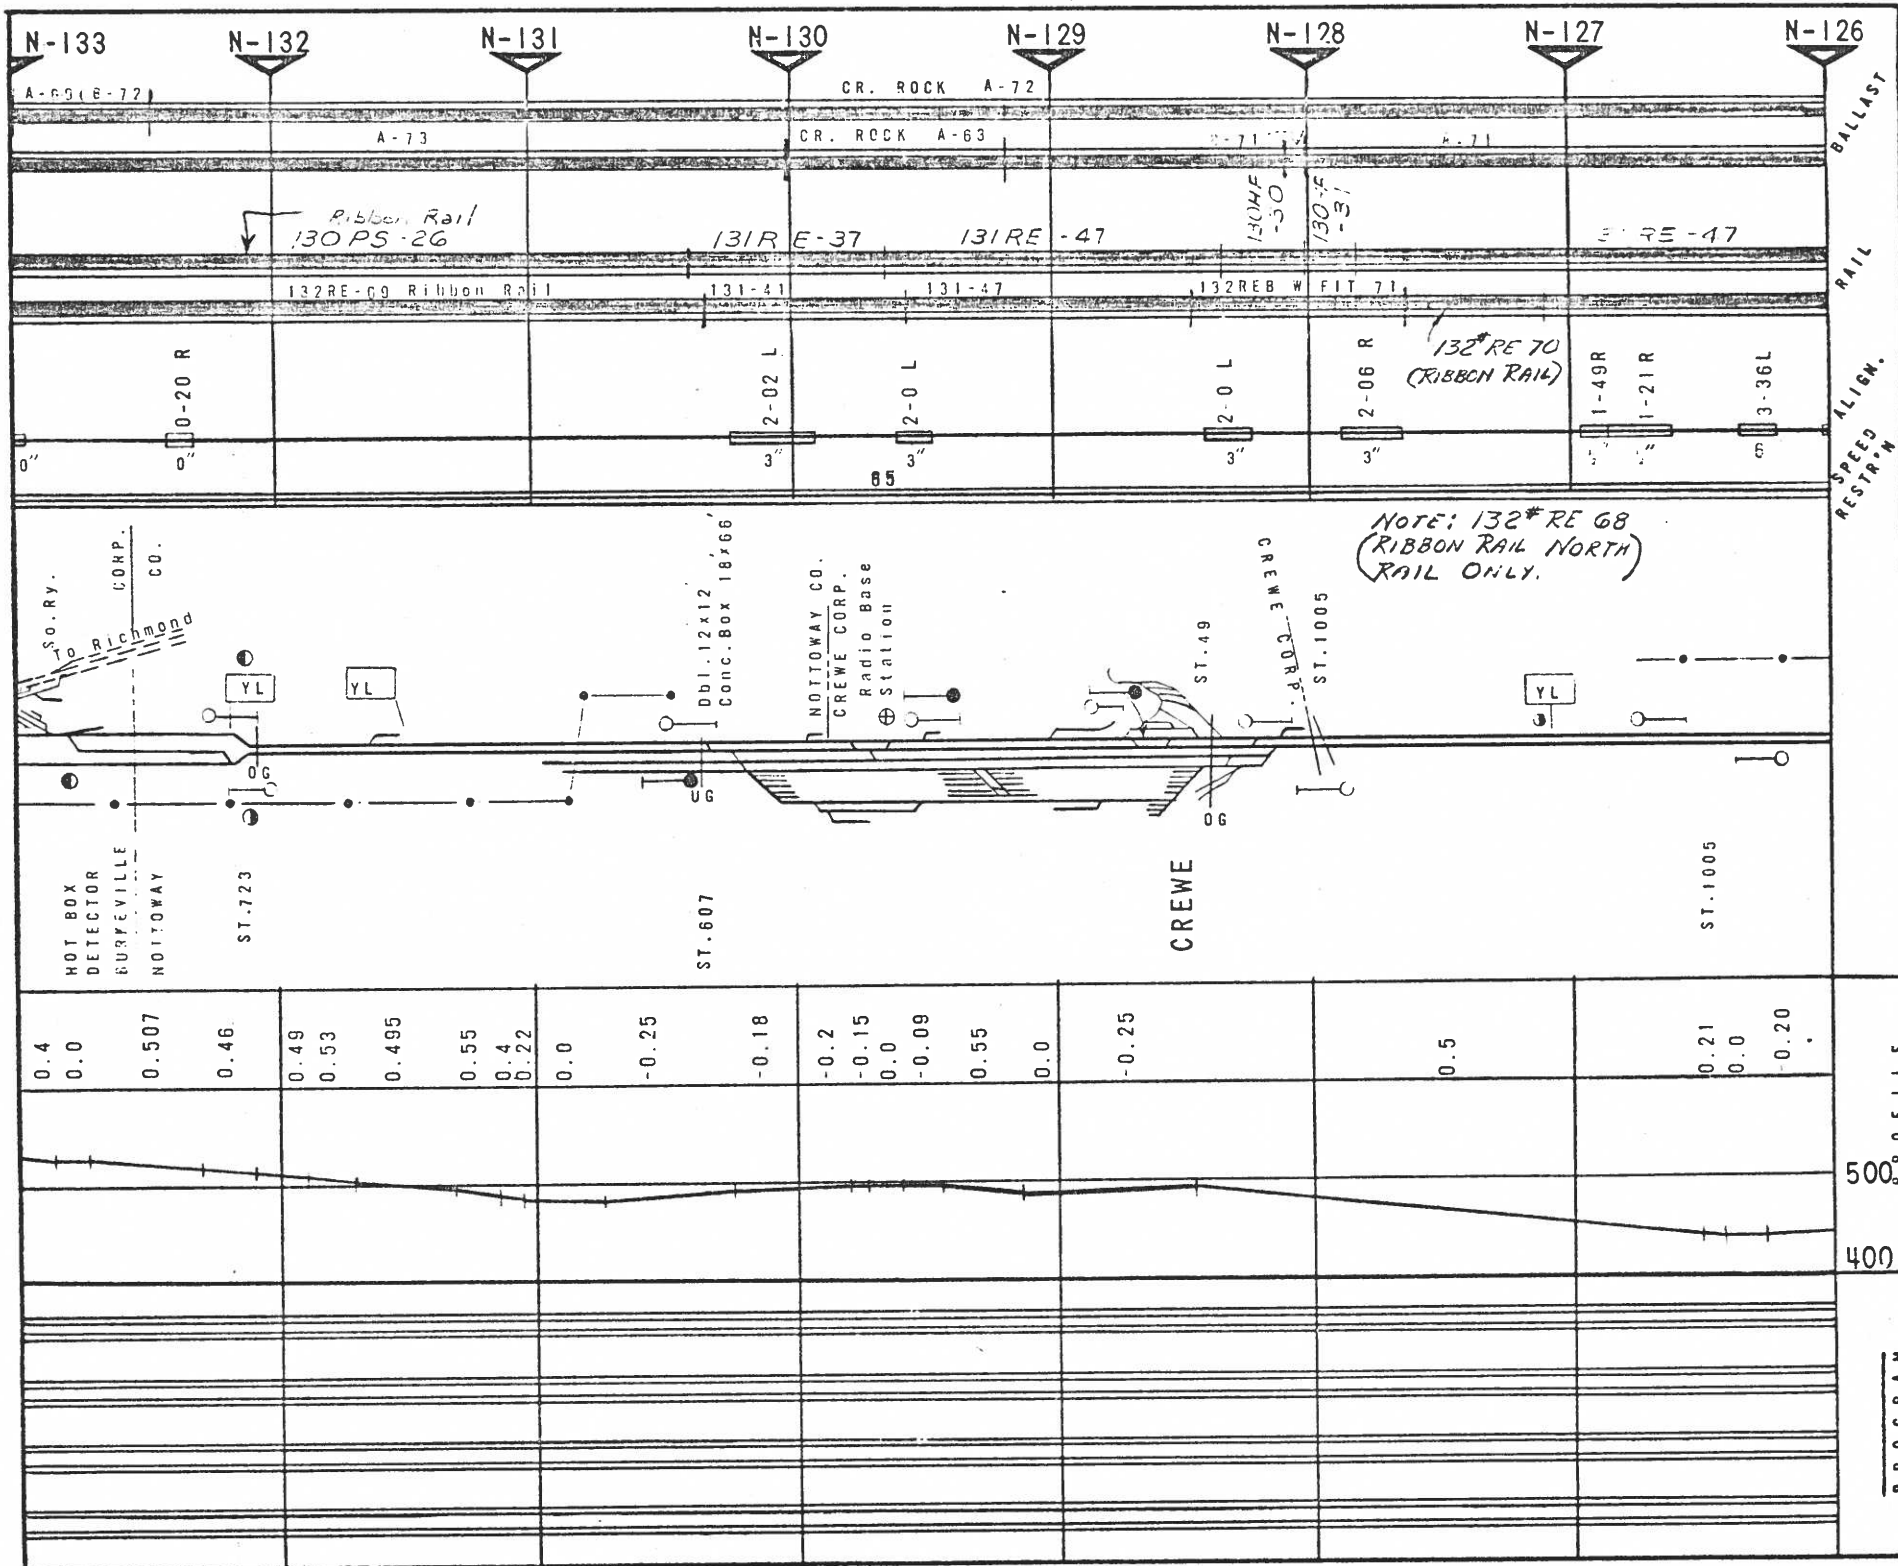 N-133 N-132 N-131 N-130 N-129 N-128 N-127 N-126
CR. ROCK A-72
BALLAST
A-73 CR. ROCK A-63 A-71
Ribbon Rail
130 PS-26 131 RE-37 131 RE-47 130HF -30 -31 RE-47
RAIL
132RE-69 Ribbon Rail 131-41 131-47 132REB W FIT 71
132# RE 70
(RIBBON RAIL)
0-20 R 2-02 L 2-0 L 2-0 L 2-06 R 1-49R 1-21R 3-36L
ALIGN.
0" 0" 3" 3" 3" 3"
65
SPEED
RESTR'N
NOTE: 132# RE 68
(RIBBON RAIL NORTH)
RAIL ONLY.
So.Ry.
To Richmond
CORP.
CO.
Dbl.12x12'
Conc.Box 18x66'
NOTTOWAY CO.
CREWE CORP.
Radio Base
Station
ST.49
CREWE CORP.
ST.1005
YL YL YL
OG
UG
OG
HOT BOX
DETECTOR
BURKEVILLE
NOTTOWAY
ST.723
ST.607
CREWE
ST.1005
0.4 0.0 0.507 0.46 0.49 0.53 0.495 0.55 0.4 0.22 0.0 -0.25 -0.18 -0.2 -0.15 0.0 -0.09 0.55 0.0 -0.25 0.5 0.21 0.0 -0.20
500
400